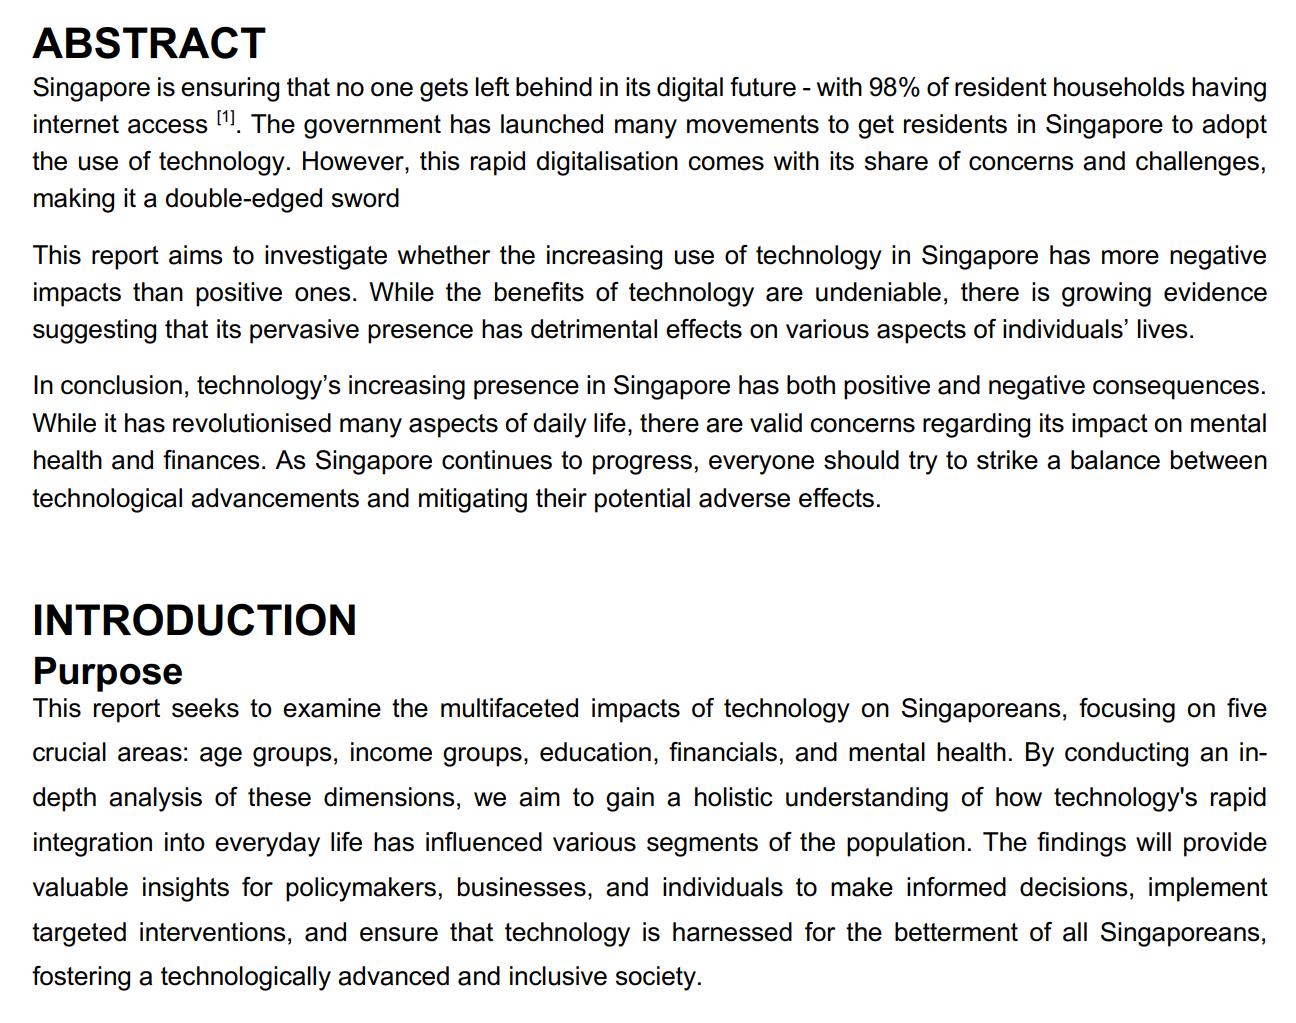 ABSTRACT
Singapore is ensuring that no one gets left behind in its digital future - with 98% of resident households having
internet access [1]. The government has launched many movements to get residents in Singapore to adopt
the use of technology. However, this rapid digitalisation comes with its share of concerns and challenges,
making it a double-edged sword
This report aims to investigate whether the increasing use of technology in Singapore has more negative
impacts than positive ones. While the benefits of technology are undeniable, there is growing evidence
suggesting that its pervasive presence has detrimental effects on various aspects of individuals’ lives.
In conclusion, technology’s increasing presence in Singapore has both positive and negative consequences.
While it has revolutionised many aspects of daily life, there are valid concerns regarding its impact on mental
health and finances. As Singapore continues to progress, everyone should try to strike a balance between
technological advancements and mitigating their potential adverse effects.
INTRODUCTION
Purpose
This report seeks to examine the multifaceted impacts of technology on Singaporeans, focusing on five
crucial areas: age groups, income groups, education, financials, and mental health. By conducting an in-
depth analysis of these dimensions, we aim to gain a holistic understanding of how technology's rapid
integration into everyday life has influenced various segments of the population. The findings will provide
valuable insights for policymakers, businesses, and individuals to make informed decisions, implement
targeted interventions, and ensure that technology is harnessed for the betterment of all Singaporeans,
fostering a technologically advanced and inclusive society.